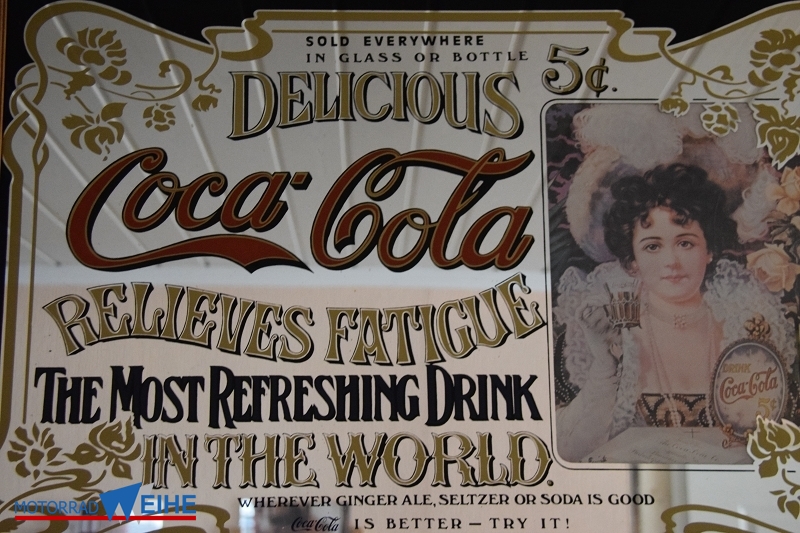 SOLD EVERYWHERE
IN GLASS OR BOTTLE
5¢.
DELICIOUS
Coca-Cola
RELIEVES FATIGUE
THE MOST REFRESHING DRINK
IN THE WORLD.
WHEREVER GINGER ALE, SELTZER OR SODA IS GOOD
Coca-Cola IS BETTER — TRY IT!
DRINK
Coca-Cola
5¢
MOTORRAD WEIHE